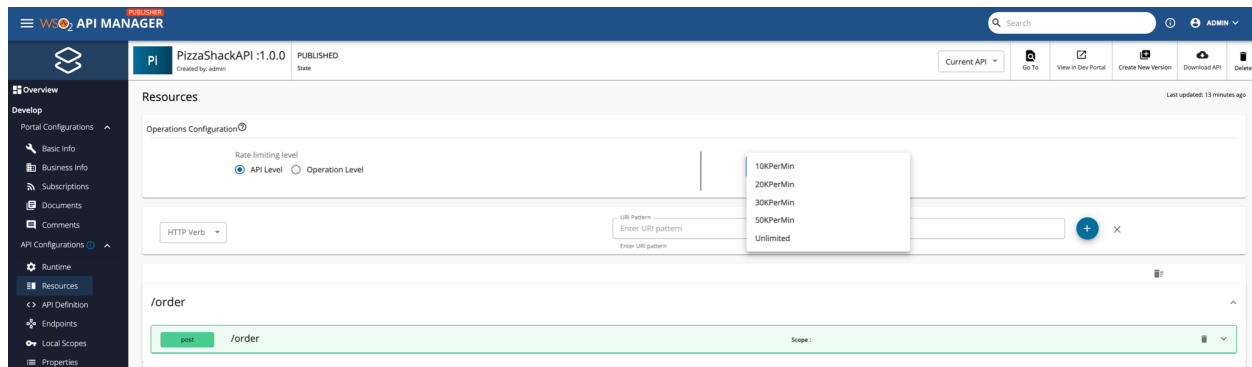 PUBLISHER
WSO2 API MANAGER
Search
ADMIN
Pi
PizzaShackAPI :1.0.0
Created by: admin
PUBLISHED
State
Current API
Go To
View in Dev Portal
Create New Version
Download API
Delete
Overview
Develop
Portal Configurations
Basic Info
Business Info
Subscriptions
Documents
Comments
API Configurations
Runtime
Resources
API Definition
Endpoints
Local Scopes
Properties
Resources
Last updated: 13 minutes ago
Operations Configuration
Rate limiting level
API Level
Operation Level
10KPerMin
20KPerMin
30KPerMin
50KPerMin
Unlimited
HTTP Verb
URI Pattern
Enter URI pattern
Enter URI pattern
/order
post
/order
Scope :